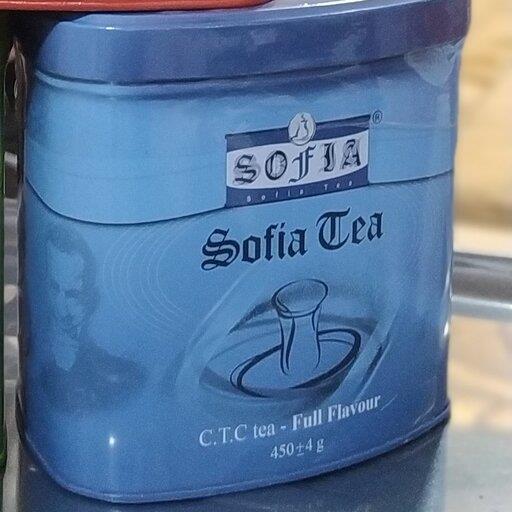 SOFIA ®
Sofia Tea
Sofia Tea
C.T.C tea - Full Flavour
450±4 g